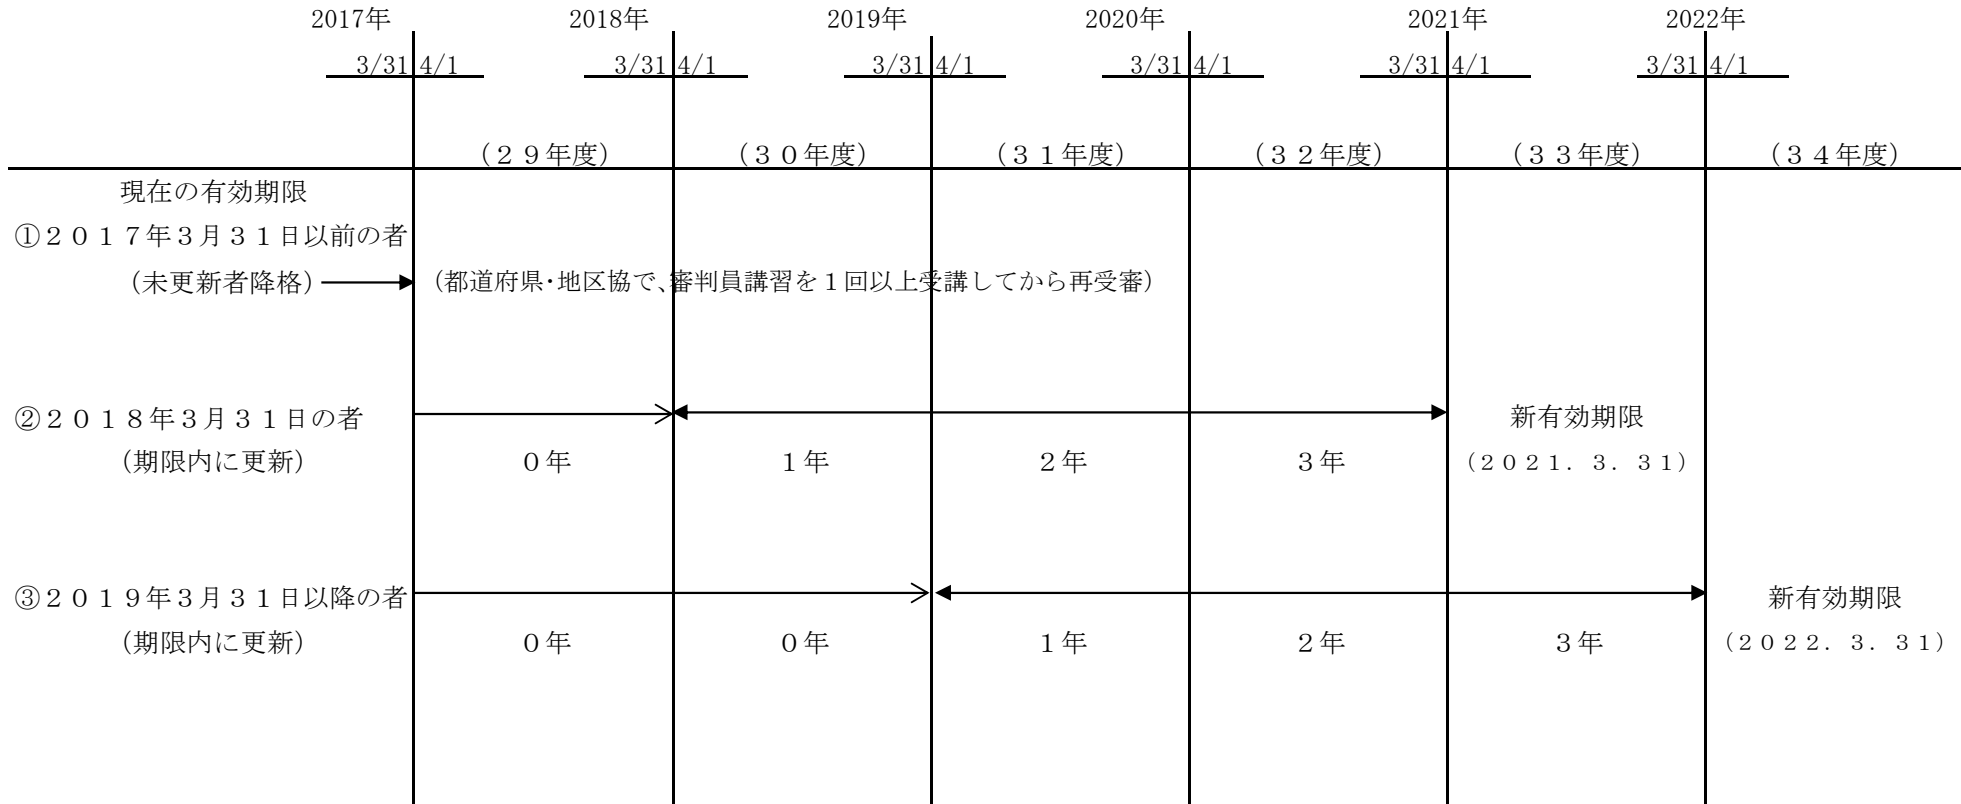 2017年 2018年 2019年 2020年 2021年 2022年
3/31 4/1 3/31 4/1 3/31 4/1 3/31 4/1 3/31 4/1 3/31 4/1
(２９年度) (３０年度) (３１年度) (３２年度) (３３年度) (３４年度)
現在の有効期限
①２０１７年３月３１日以前の者
(未更新者降格) (都道府県･地区協で､審判員講習を１回以上受講してから再受審)
②２０１８年３月３１日の者 新有効期限
(期限内に更新) ０年 １年 ２年 ３年 (２０２１．３．３１)
③２０１９年３月３１日以降の者 新有効期限
(期限内に更新) ０年 ０年 １年 ２年 ３年 (２０２２．３．３１)